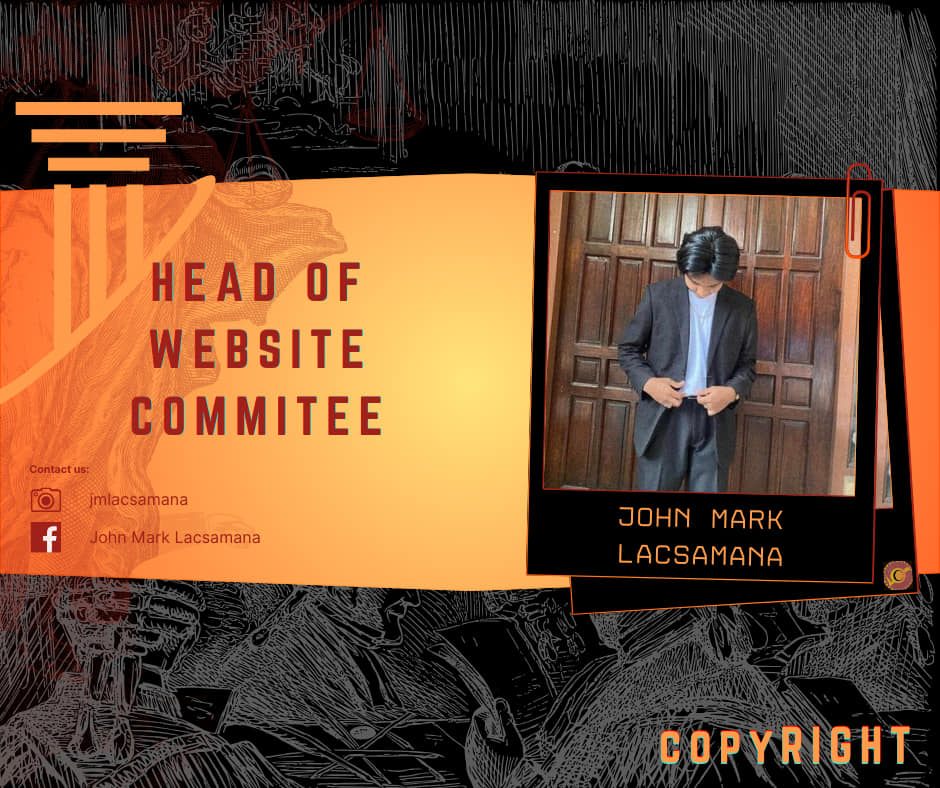 HEAD OF
WEBSITE
COMMITEE
Contact us:
jmlacsamana
John Mark Lacsamana
JOHN MARK
LACSAMANA
COPYRIGHT